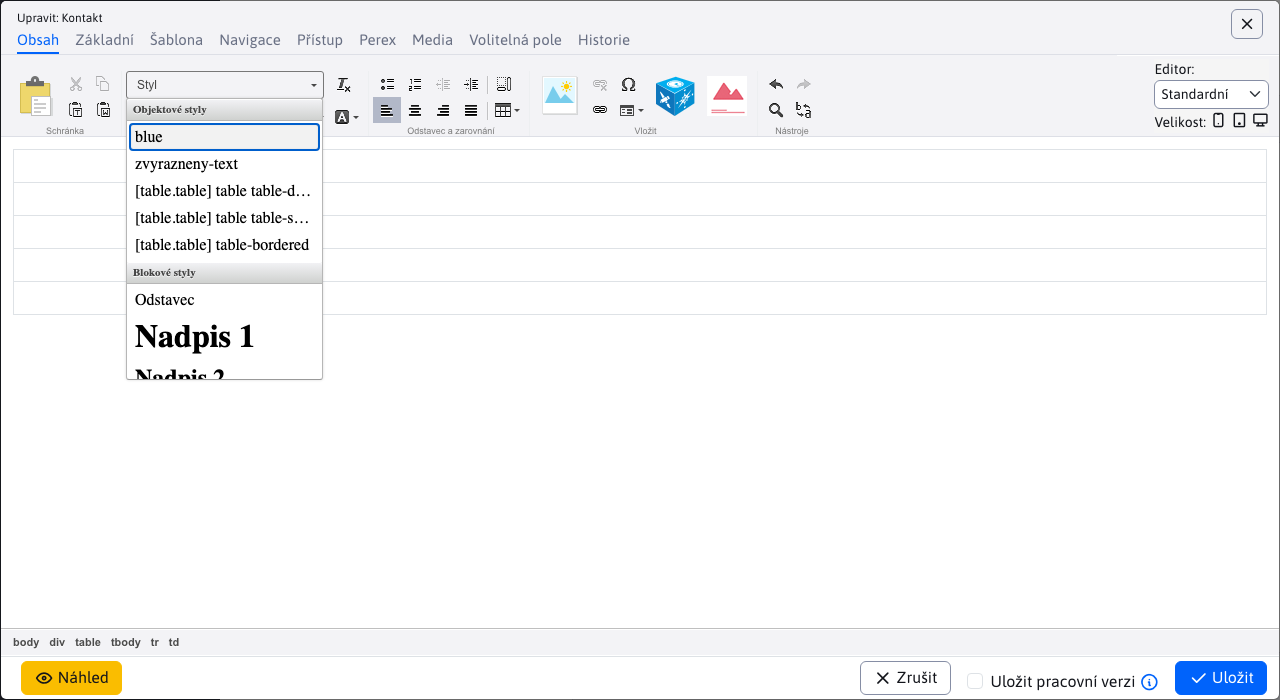 Upravit: Kontakt
Obsah Základní Šablona Navigace Přístup Perex Media Volitelná pole Historie
Styl
Editor:
Standardní
Velikost:
Schránka
Odstavec a zarovnání
Vložit
Nástroje
Objektové styly
blue
zvyrazneny-text
[table.table] table table-d…
[table.table] table table-s…
[table.table] table-bordered
Blokové styly
Odstavec
Nadpis 1
Nadpis 2
body div table tbody tr td
Náhled
Zrušit
Uložit pracovní verzi
Uložit